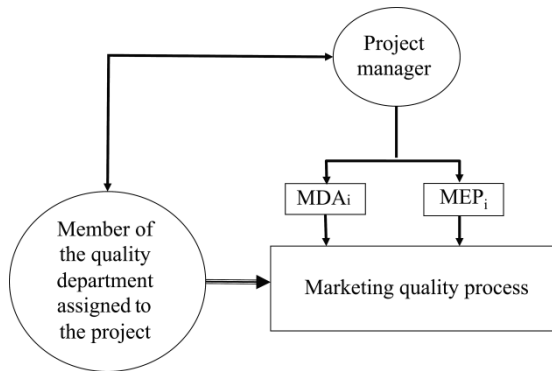 Project
manager
MDAi
MEPi
Member of
the quality
department
assigned to
the project
Marketing quality process